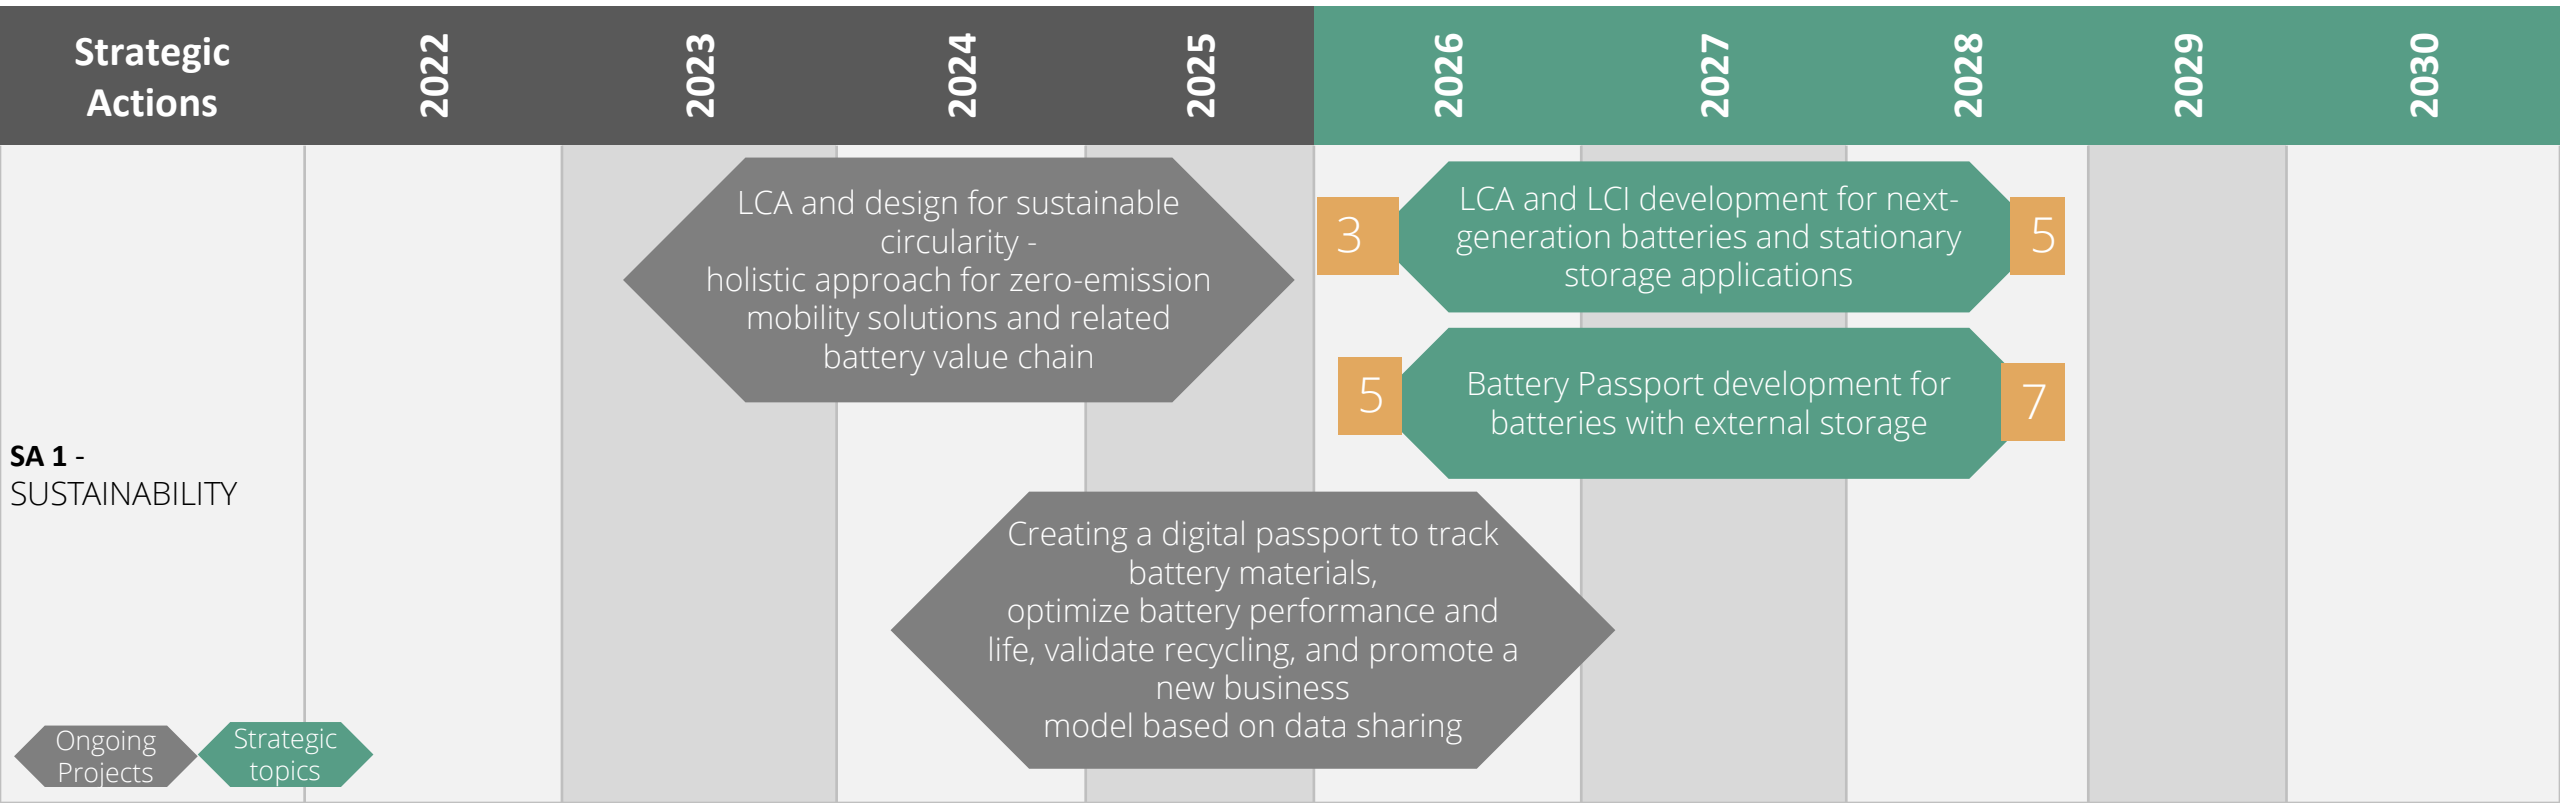 Strategic
Actions
2022
2023
2024
2025
2026
2027
2028
2029
2030
SA 1 -
SUSTAINABILITY
LCA and design for sustainable
circularity -
holistic approach for zero-emission
mobility solutions and related
battery value chain
3
LCA and LCI development for next-
generation batteries and stationary
storage applications
5
5
Battery Passport development for
batteries with external storage
7
Creating a digital passport to track
battery materials,
optimize battery performance and
life, validate recycling, and promote a
new business
model based on data sharing
Ongoing
Projects
Strategic
topics